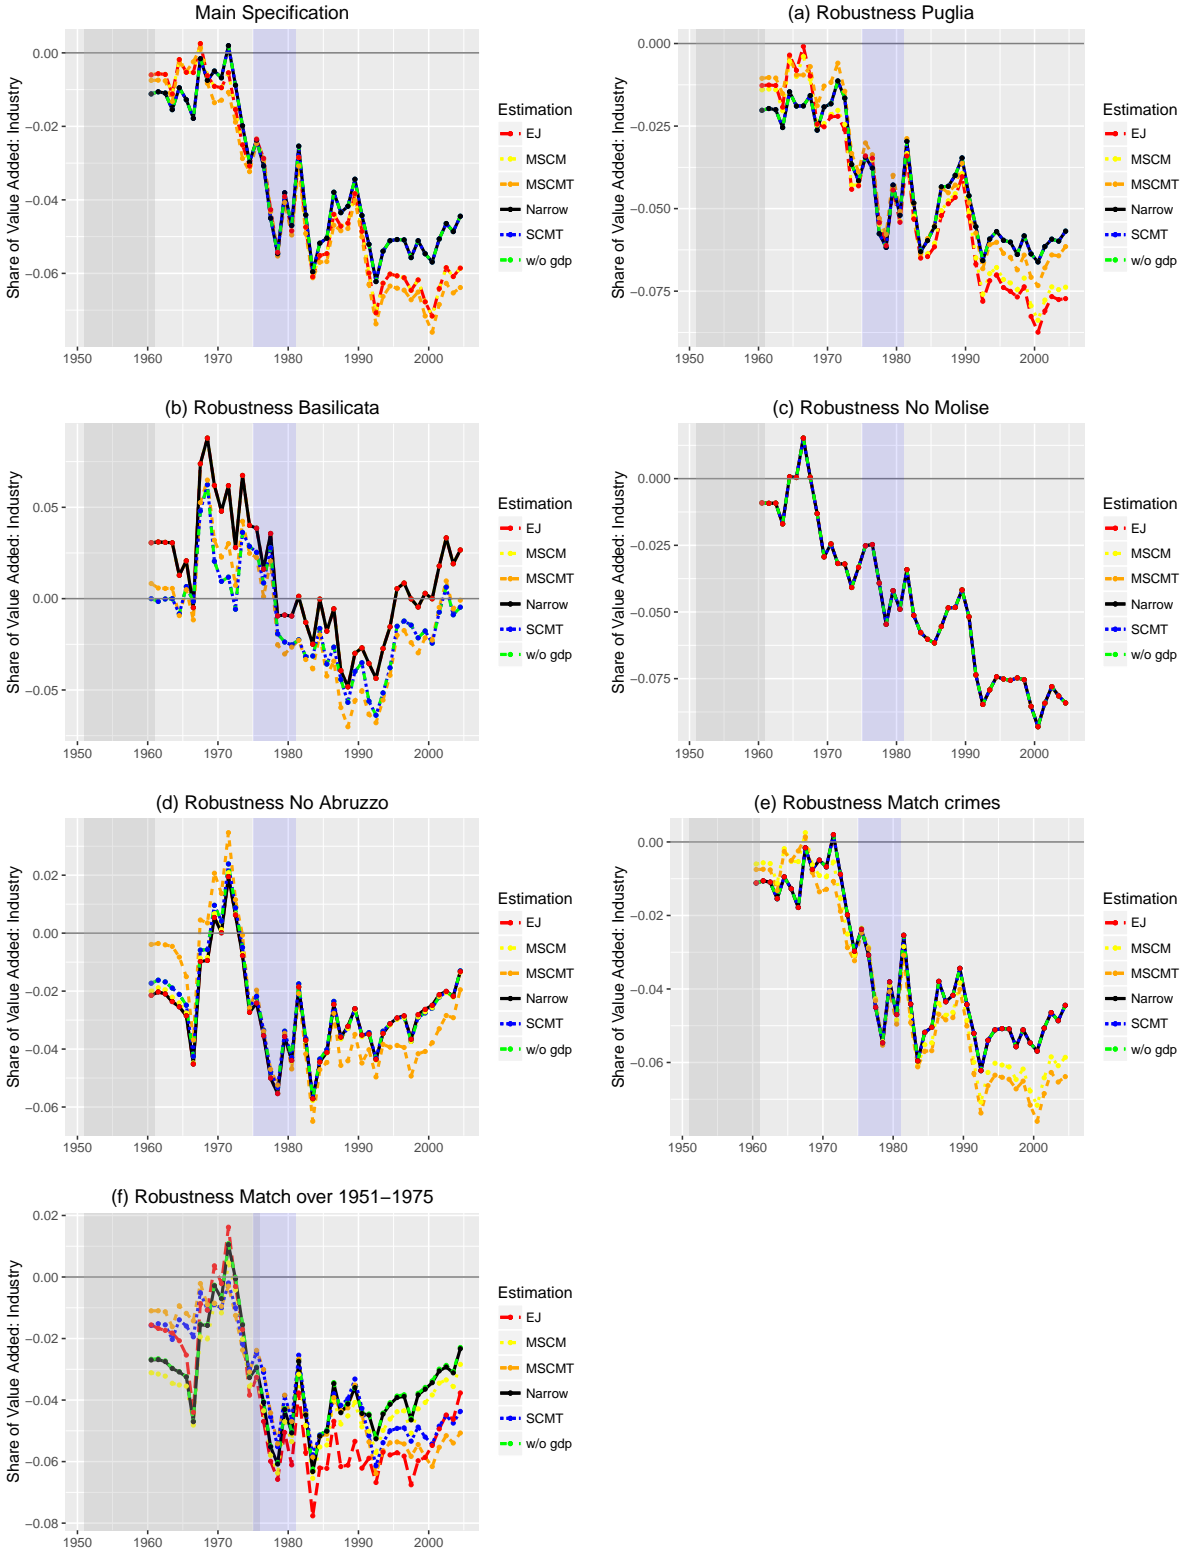 Main Specification
Share of Value Added: Industry
0.00
−0.02
−0.04
−0.06
1950 1960 1970 1980 1990 2000
Estimation
EJ
MSCM
MSCMT
Narrow
SCMT
w/o gdp
(a) Robustness Puglia
Share of Value Added: Industry
0.000
−0.025
−0.050
−0.075
1950 1960 1970 1980 1990 2000
Estimation
EJ
MSCM
MSCMT
Narrow
SCMT
w/o gdp
(b) Robustness Basilicata
Share of Value Added: Industry
0.05
0.00
−0.05
1950 1960 1970 1980 1990 2000
Estimation
EJ
MSCM
MSCMT
Narrow
SCMT
w/o gdp
(c) Robustness No Molise
Share of Value Added: Industry
0.000
−0.025
−0.050
−0.075
1950 1960 1970 1980 1990 2000
Estimation
EJ
MSCM
MSCMT
Narrow
SCMT
w/o gdp
(d) Robustness No Abruzzo
Share of Value Added: Industry
0.02
0.00
−0.02
−0.04
−0.06
1950 1960 1970 1980 1990 2000
Estimation
EJ
MSCM
MSCMT
Narrow
SCMT
w/o gdp
(e) Robustness Match crimes
Share of Value Added: Industry
0.00
−0.02
−0.04
−0.06
1950 1960 1970 1980 1990 2000
Estimation
EJ
MSCM
MSCMT
Narrow
SCMT
w/o gdp
(f) Robustness Match over 1951−1975
Share of Value Added: Industry
0.02
0.00
−0.02
−0.04
−0.06
−0.08
1950 1960 1970 1980 1990 2000
Estimation
EJ
MSCM
MSCMT
Narrow
SCMT
w/o gdp